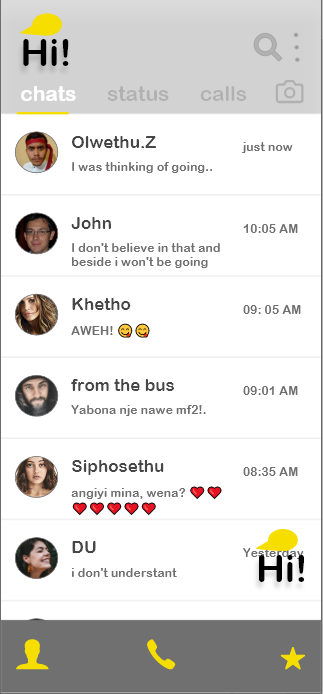 Hi!
chats status calls
Olwethu.Z
just now
I was thinking of going..
John
10:05 AM
I don't believe in that and
beside i won't be going
Khetho
09: 05 AM
AWEH! 😋😋
from the bus
09:01 AM
Yabona nje nawe mf2!.
Siphosethu
08:35 AM
angiyi mina, wena? ❤️❤️
❤️❤️❤️❤️❤️
DU
Yesterday
i don't understant
Hi!